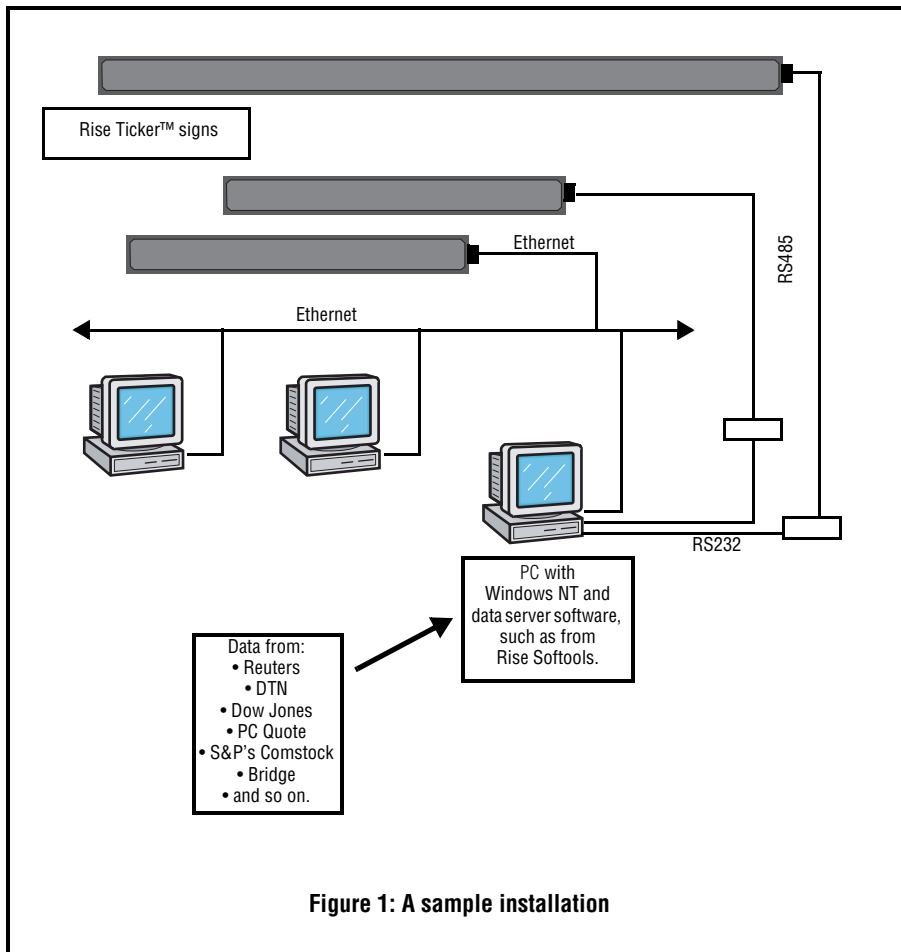 Rise Ticker™ signs
Ethernet
RS485
Ethernet
RS232
PC with
Windows NT and
data server software,
such as from
Rise Softools.
Data from:
• Reuters
• DTN
• Dow Jones
• PC Quote
• S&P's Comstock
• Bridge
• and so on.
Figure 1: A sample installation